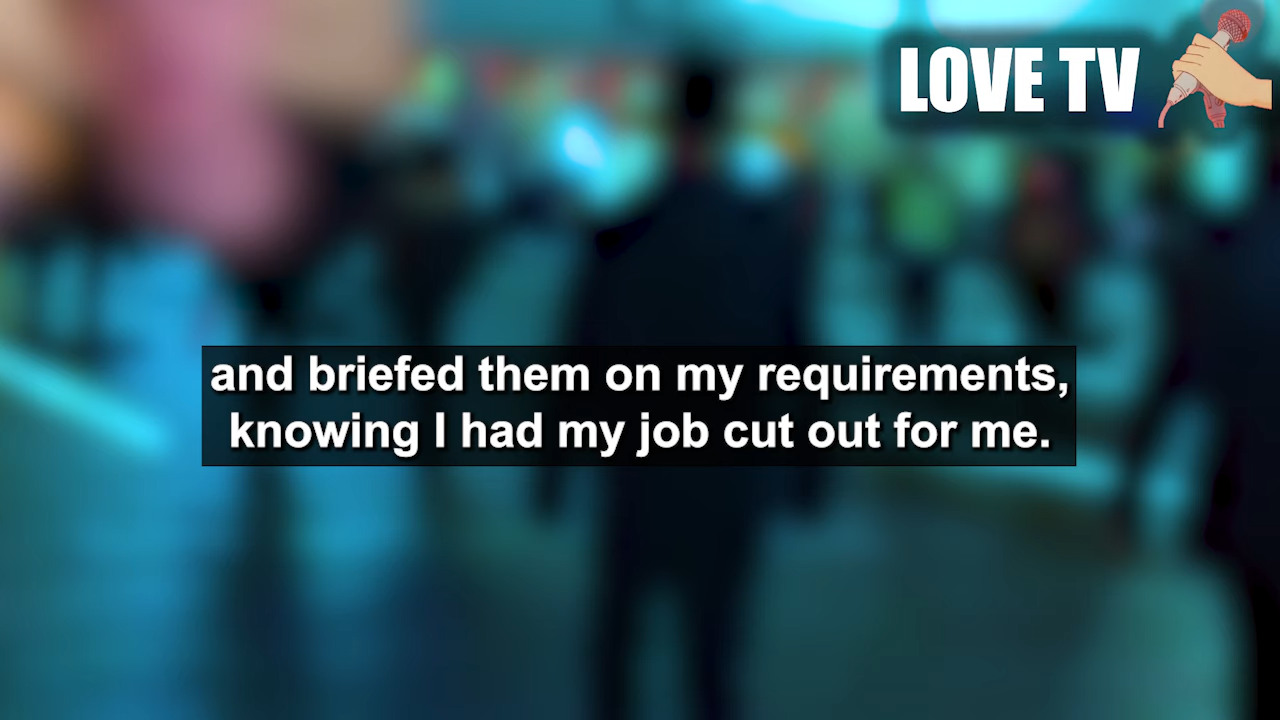 LOVE TV
and briefed them on my requirements,
knowing I had my job cut out for me.